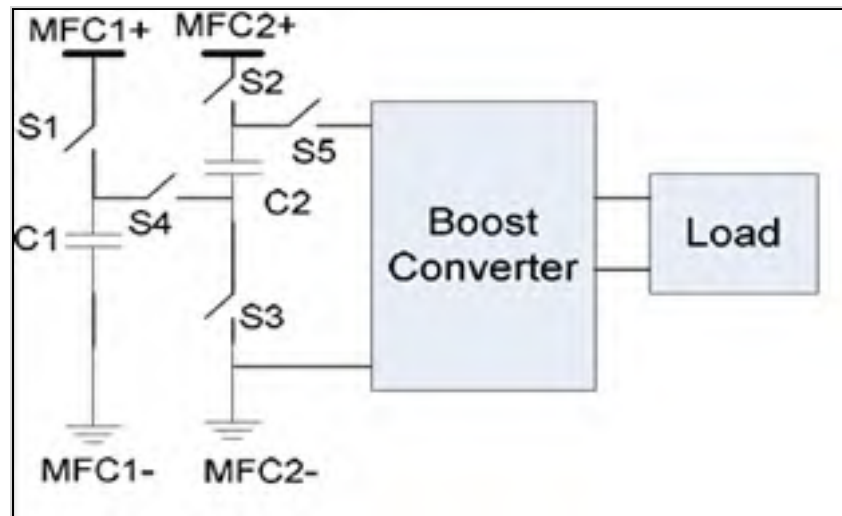 MFC1+
MFC2+
S1
S2
S5
S4
C2
C1
S3
Boost
Converter
Load
MFC1-
MFC2-